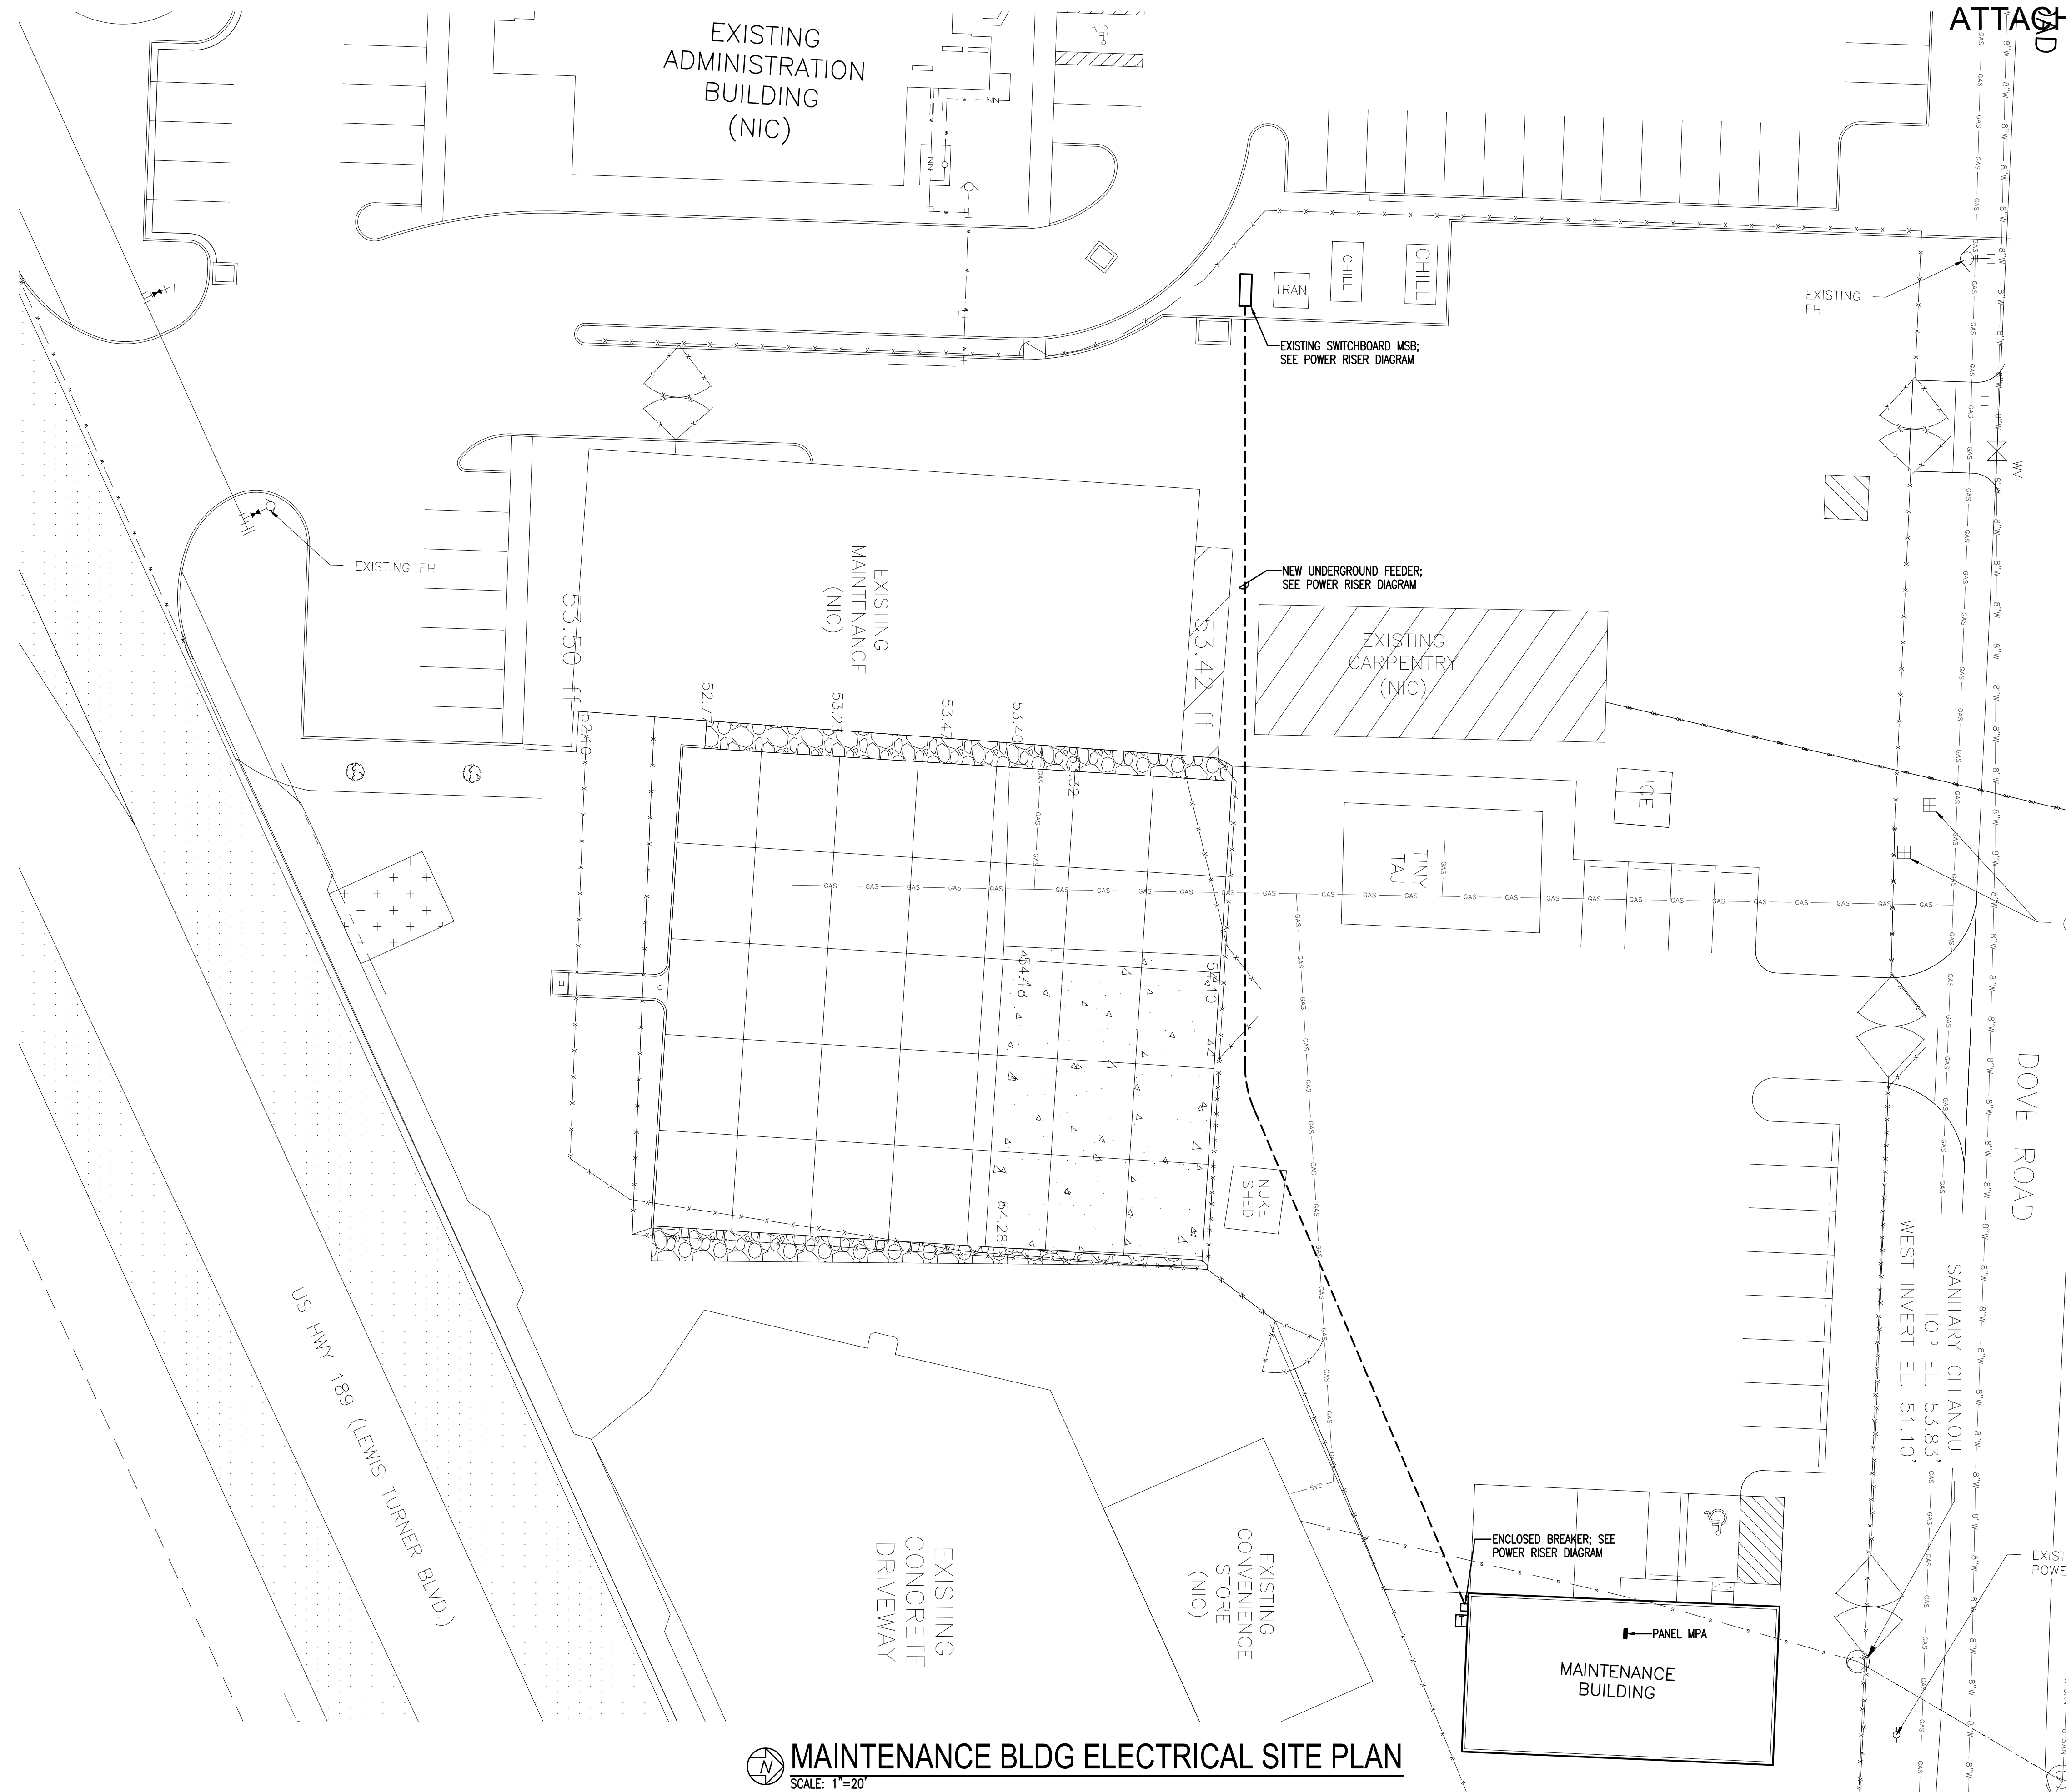 ATTACH
OAD
EXISTING
ADMINISTRATION
BUILDING
(NIC)
TRAN
CHILL
CHILL
EXISTING
FH
EXISTING SWITCHBOARD MSB;
SEE POWER RISER DIAGRAM
WV
EXISTING FH
EXISTING
MAINTENANCE
(NIC)
NEW UNDERGROUND FEEDER;
SEE POWER RISER DIAGRAM
53.50 ff
53.42 ff
EXISTING
CARPENTRY
(NIC)
52.10
52.77
53.23
53.47
53.40
ICE
TINY
TAJ
GAS
8"W
54.10
NUKE
SHED
54.28
DOVE ROAD
SANITARY CLEANOUT
TOP EL. 53.83'
WEST INVERT EL. 51.10'
US HWY 189 (LEWIS TURNER BLVD.)
EXISTING
CONCRETE
DRIVEWAY
EXISTING
CONVENIENCE
STORE
(NIC)
ENCLOSED BREAKER; SEE
POWER RISER DIAGRAM
EXIST
POWE
T
PANEL MPA
MAINTENANCE
BUILDING
N
MAINTENANCE BLDG ELECTRICAL SITE PLAN
SCALE: 1"=20'